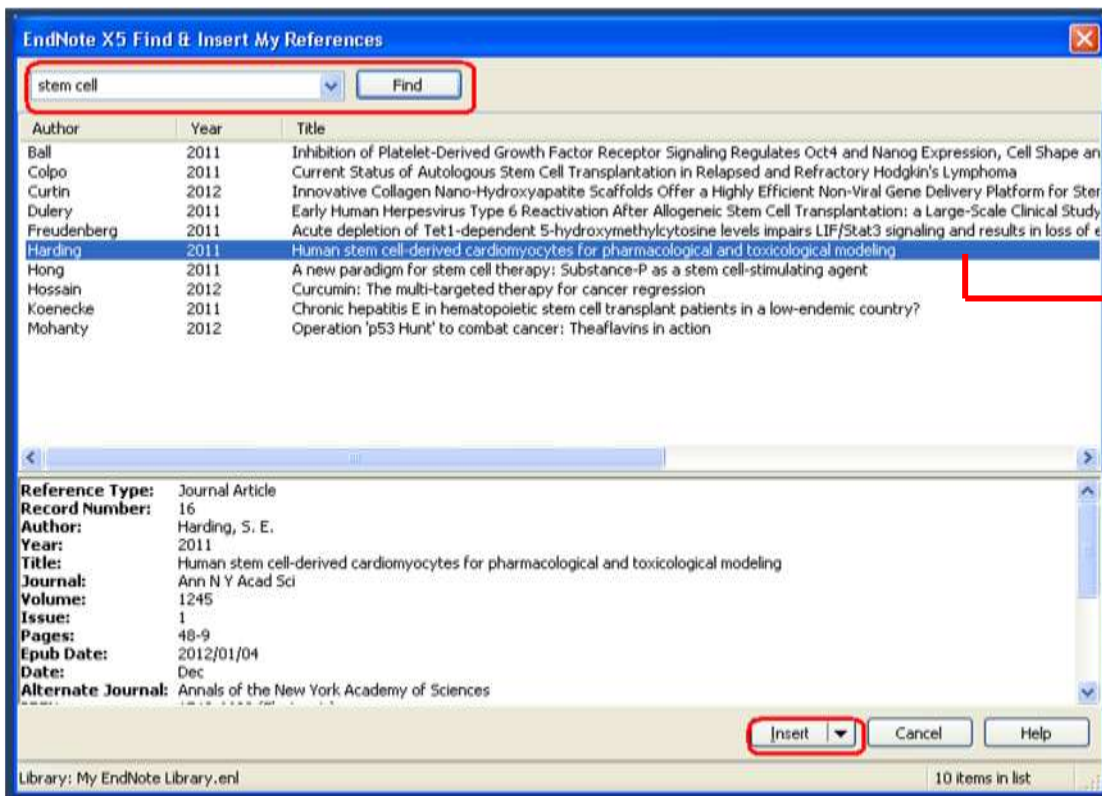 EndNote X5 Find & Insert My References
stem cell Find
Author Year Title
Ball 2011 Inhibition of Platelet-Derived Growth Factor Receptor Signaling Regulates Oct4 and Nanog Expression, Cell Shape an
Colpo 2011 Current Status of Autologous Stem Cell Transplantation in Relapsed and Refractory Hodgkin's Lymphoma
Curtin 2012 Innovative Collagen Nano-Hydroxyapatite Scaffolds Offer a Highly Efficient Non-Viral Gene Delivery Platform for Ster
Dulery 2011 Early Human Herpesvirus Type 6 Reactivation After Allogeneic Stem Cell Transplantation: a Large-Scale Clinical Study
Freudenberg 2011 Acute depletion of Tet1-dependent 5-hydroxymethylcytosine levels impairs LIF/Stat3 signaling and results in loss of e
Harding 2011 Human stem cell-derived cardiomyocytes for pharmacological and toxicological modeling
Hong 2011 A new paradigm for stem cell therapy: Substance-P as a stem cell-stimulating agent
Hossain 2012 Curcumin: The multi-targeted therapy for cancer regression
Koenecke 2011 Chronic hepatitis E in hematopoietic stem cell transplant patients in a low-endemic country?
Mohanty 2012 Operation 'p53 Hunt' to combat cancer: Theaflavins in action
Reference Type: Journal Article
Record Number: 16
Author: Harding, S. E.
Year: 2011
Title: Human stem cell-derived cardiomyocytes for pharmacological and toxicological modeling
Journal: Ann N Y Acad Sci
Volume: 1245
Issue: 1
Pages: 48-9
Epub Date: 2012/01/04
Date: Dec
Alternate Journal: Annals of the New York Academy of Sciences
Insert Cancel Help
Library: My EndNote Library.enl 10 items in list